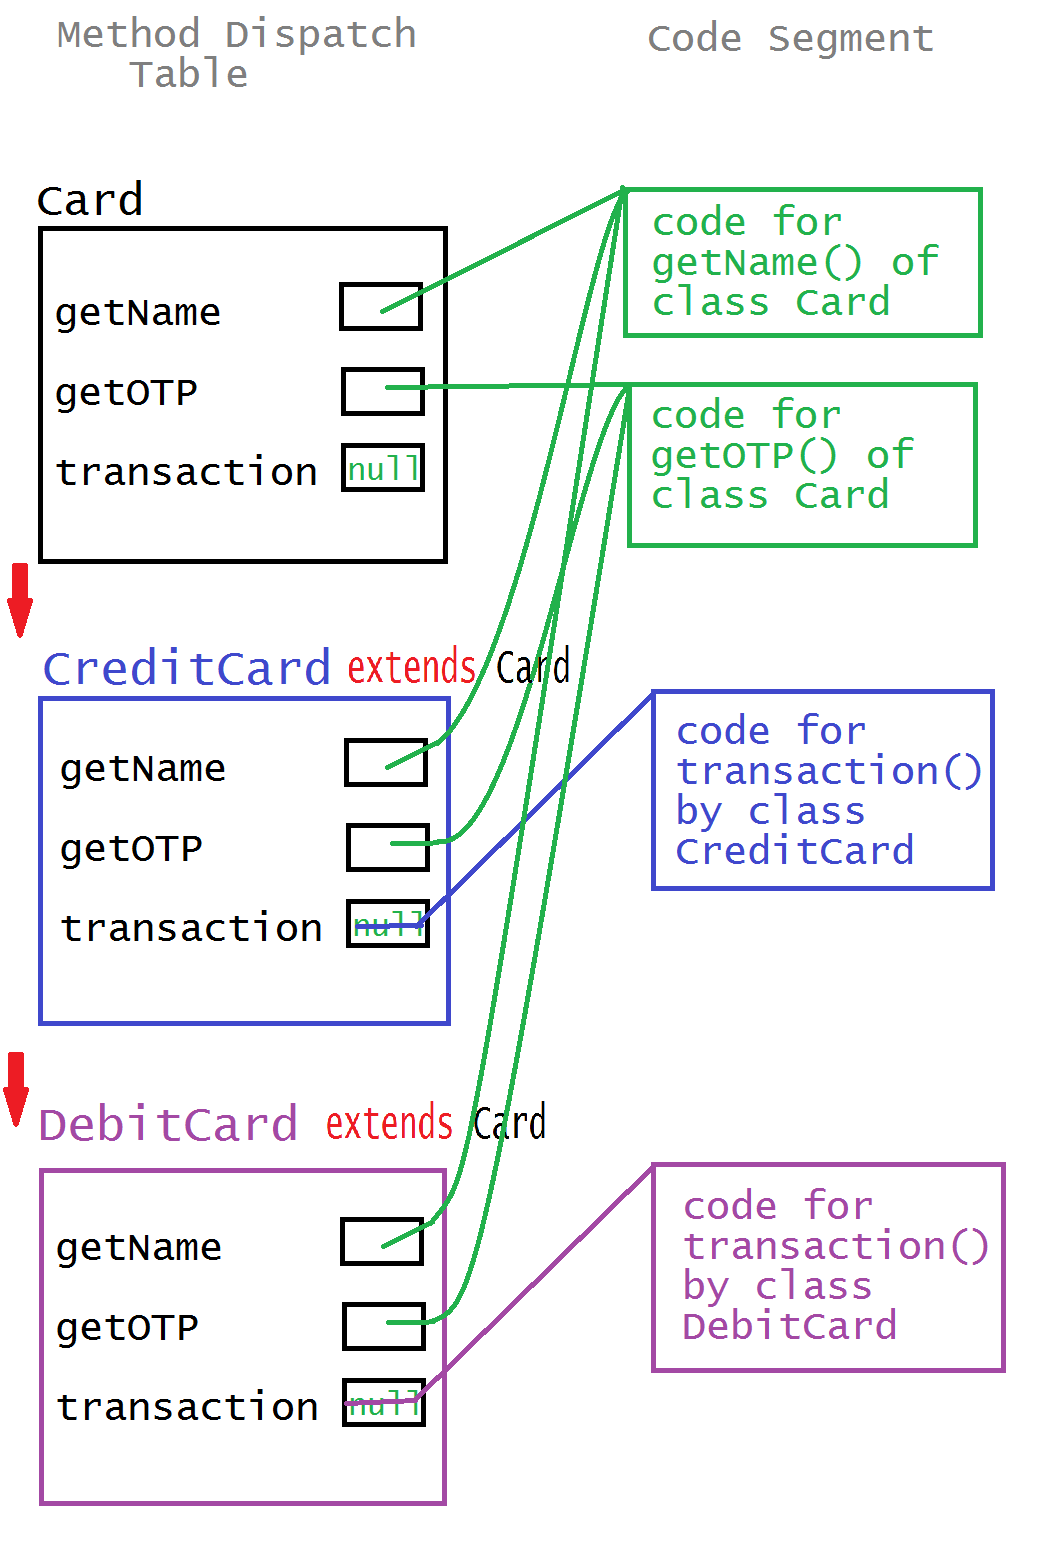 Method Dispatch
Table
Code Segment
Card
getName
getOTP
transaction null
code for
getName() of
class Card
code for
getOTP() of
class Card
CreditCard extends Card
getName
getOTP
transaction null
code for
transaction()
by class
CreditCard
DebitCard extends Card
getName
getOTP
transaction null
code for
transaction()
by class
DebitCard